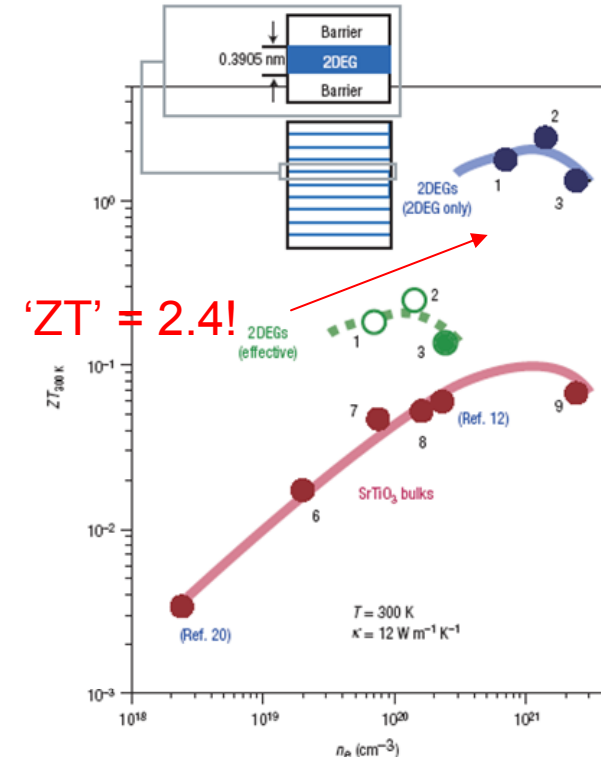 Barrier
0.3905 nm
2DEG
Barrier
2
2DEGs
(2DEG only)
1
3
10⁰
'ZT' = 2.4!
2DEGs
(effective)
1
2
3
10⁻¹
ZT₃₀₀ K
7
8
(Ref. 12)
9
6
SrTiO₃ bulks
10⁻²
(Ref. 20)
T = 300 K
κ = 12 W m⁻¹ K⁻¹
10⁻³
10¹⁸
10¹⁹
10²⁰
10²¹
nₑ (cm⁻³)